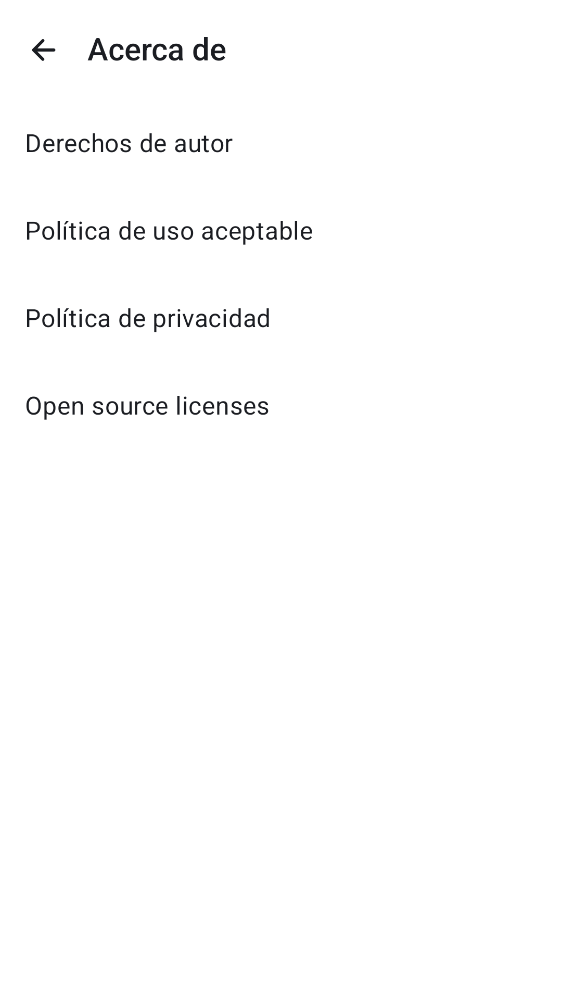 Acerca de
Derechos de autor
Política de uso aceptable
Política de privacidad
Open source licenses